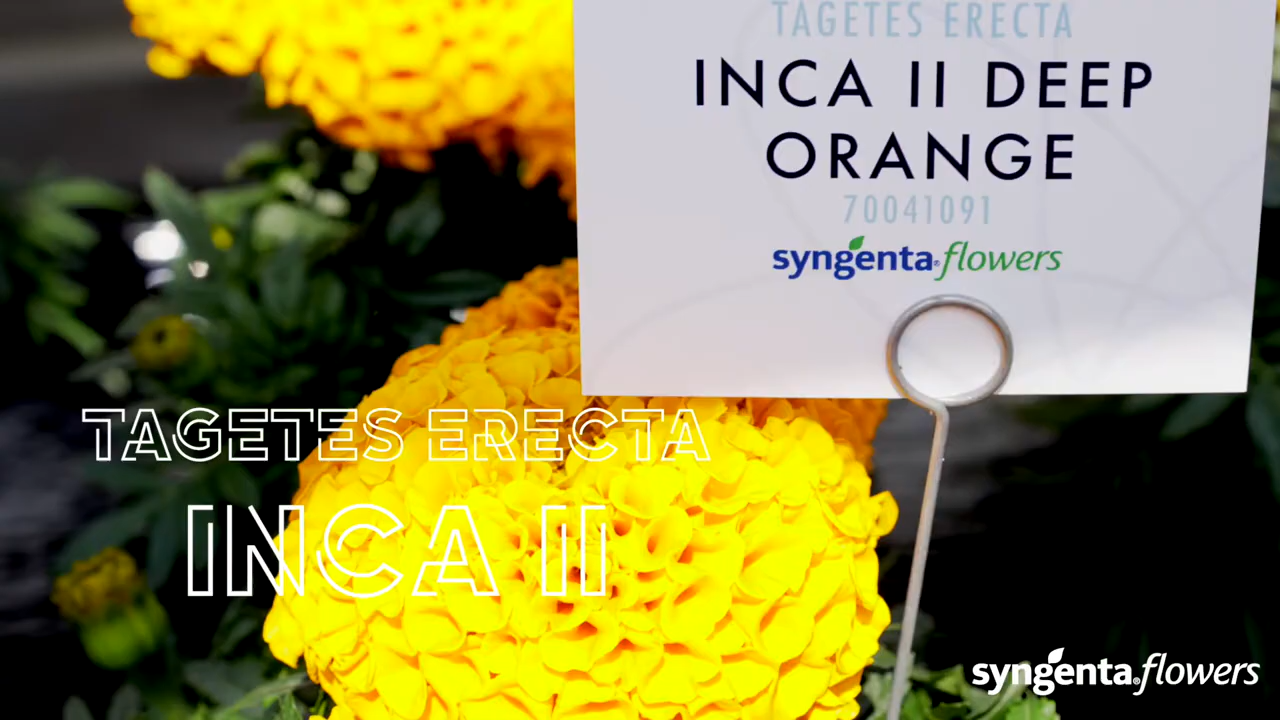 TAGETES ERECTA
INCA II DEEP
ORANGE
70041091
syngenta® flowers
TAGETES ERECTA
INCA II
syngenta® flowers